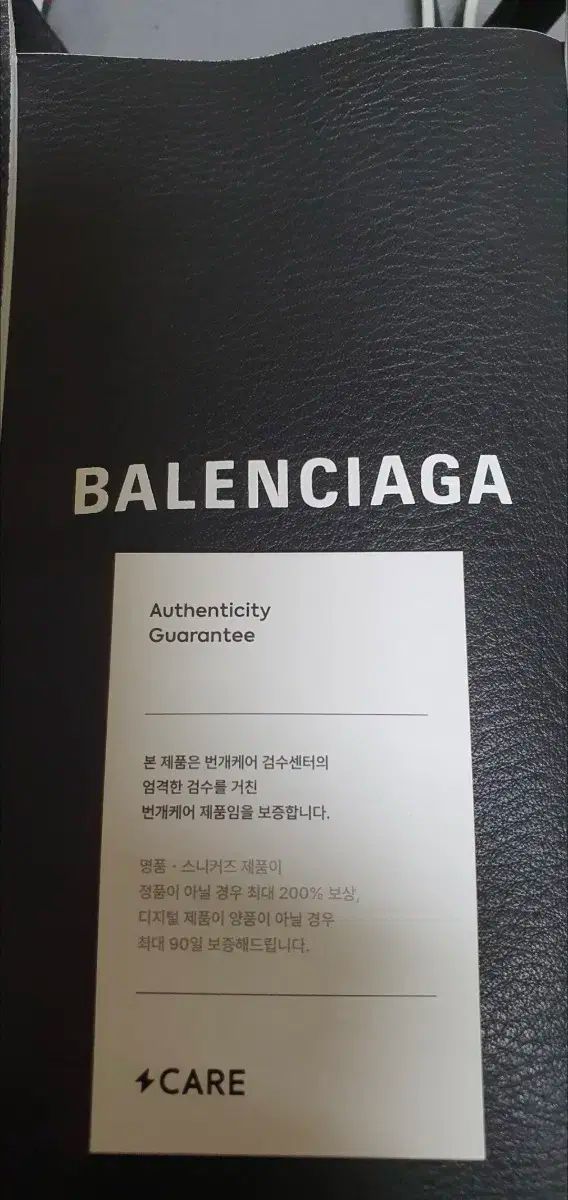 BALENCIAGA
Authenticity
Guarantee
본 제품은 번개케어 검수센터의
엄격한 검수를 거친
번개케어 제품임을 보증합니다.
명품 · 스니커즈 제품이
정품이 아닐 경우 최대 200% 보상,
디지털 제품이 양품이 아닐 경우
최대 90일 보증해드립니다.
CARE